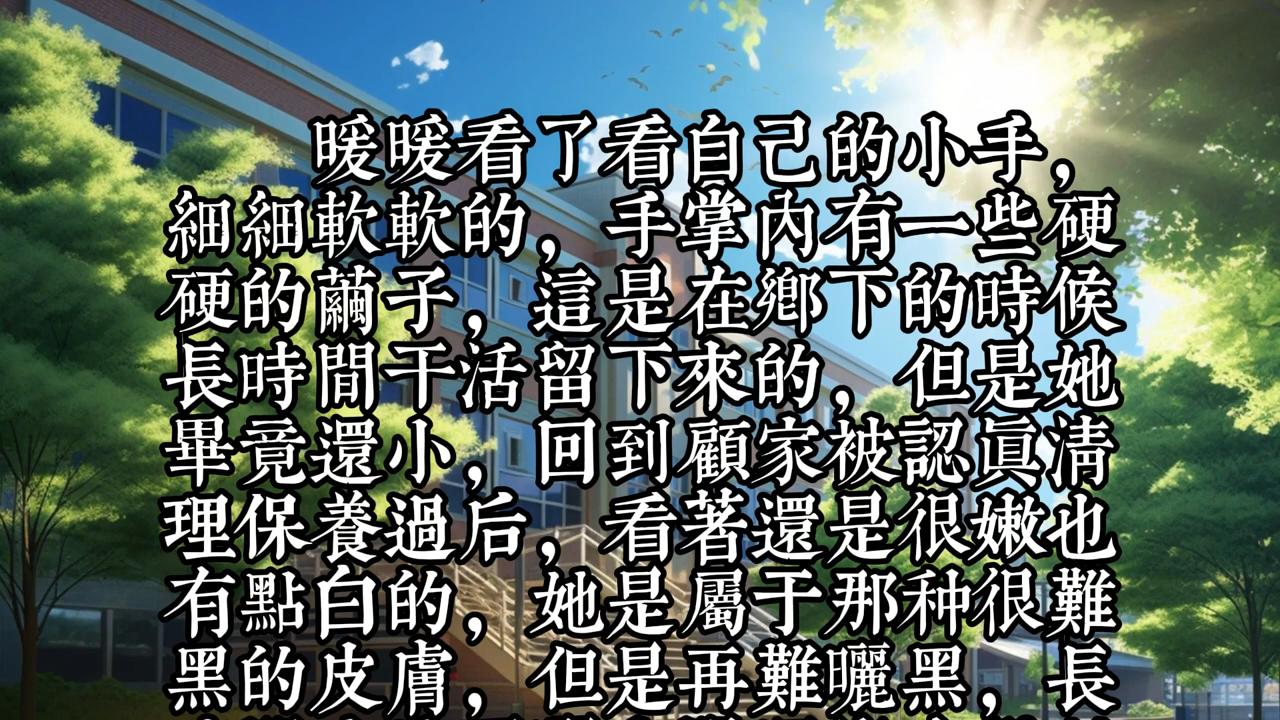 暖暖看了看自己的小手，
細細軟軟的，手掌內有一些硬
硬的繭子，這是在鄉下的時候
長時間干活留下來的，但是她
畢竟還小，回到顧家被認真清
理保養過后，看著還是很嫩也
有點白的，她是屬于那种很難
黑的皮膚，但是再難曬黑，長